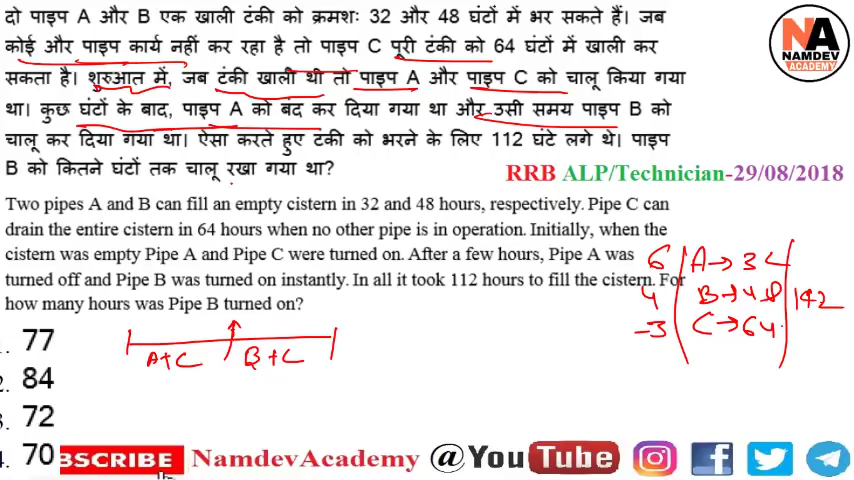 दो पाइप A और B एक खाली टंकी को क्रमशः 32 और 48 घंटों में भर सकते हैं। जब
कोई और पाइप कार्य नहीं कर रहा है तो पाइप C पूरी टंकी को 64 घंटों में खाली कर
सकता है। शुरुआत में, जब टंकी खाली थी तो पाइप A और पाइप C को चालू किया गया
था। कुछ घंटों के बाद, पाइप A को बंद कर दिया गया था और उसी समय पाइप B को
चालू कर दिया गया था। ऐसा करते हुए टंकी को भरने के लिए 112 घंटे लगे थे। पाइप
B को कितने घंटों तक चालू रखा गया था?
RRB ALP/Technician-29/08/2018
Two pipes A and B can fill an empty cistern in 32 and 48 hours, respectively. Pipe C can
drain the entire cistern in 64 hours when no other pipe is in operation. Initially, when the
cistern was empty Pipe A and Pipe C were turned on. After a few hours, Pipe A was
turned off and Pipe B was turned on instantly. In all it took 112 hours to fill the cistern. For
how many hours was Pipe B turned on?
6 A→3
4 B→48 192
-3 C→64
A+C B+C
1. 77
2. 84
3. 72
4. 70
NA
NAMDEV
ACADEMY
SUBSCRIBE NamdevAcademy @YouTube f